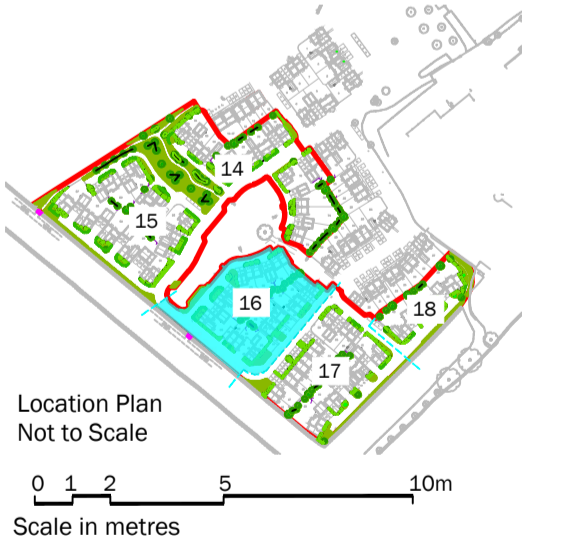 14
15
16
18
17
Location Plan
Not to Scale
0 1 2 5 10m
Scale in metres